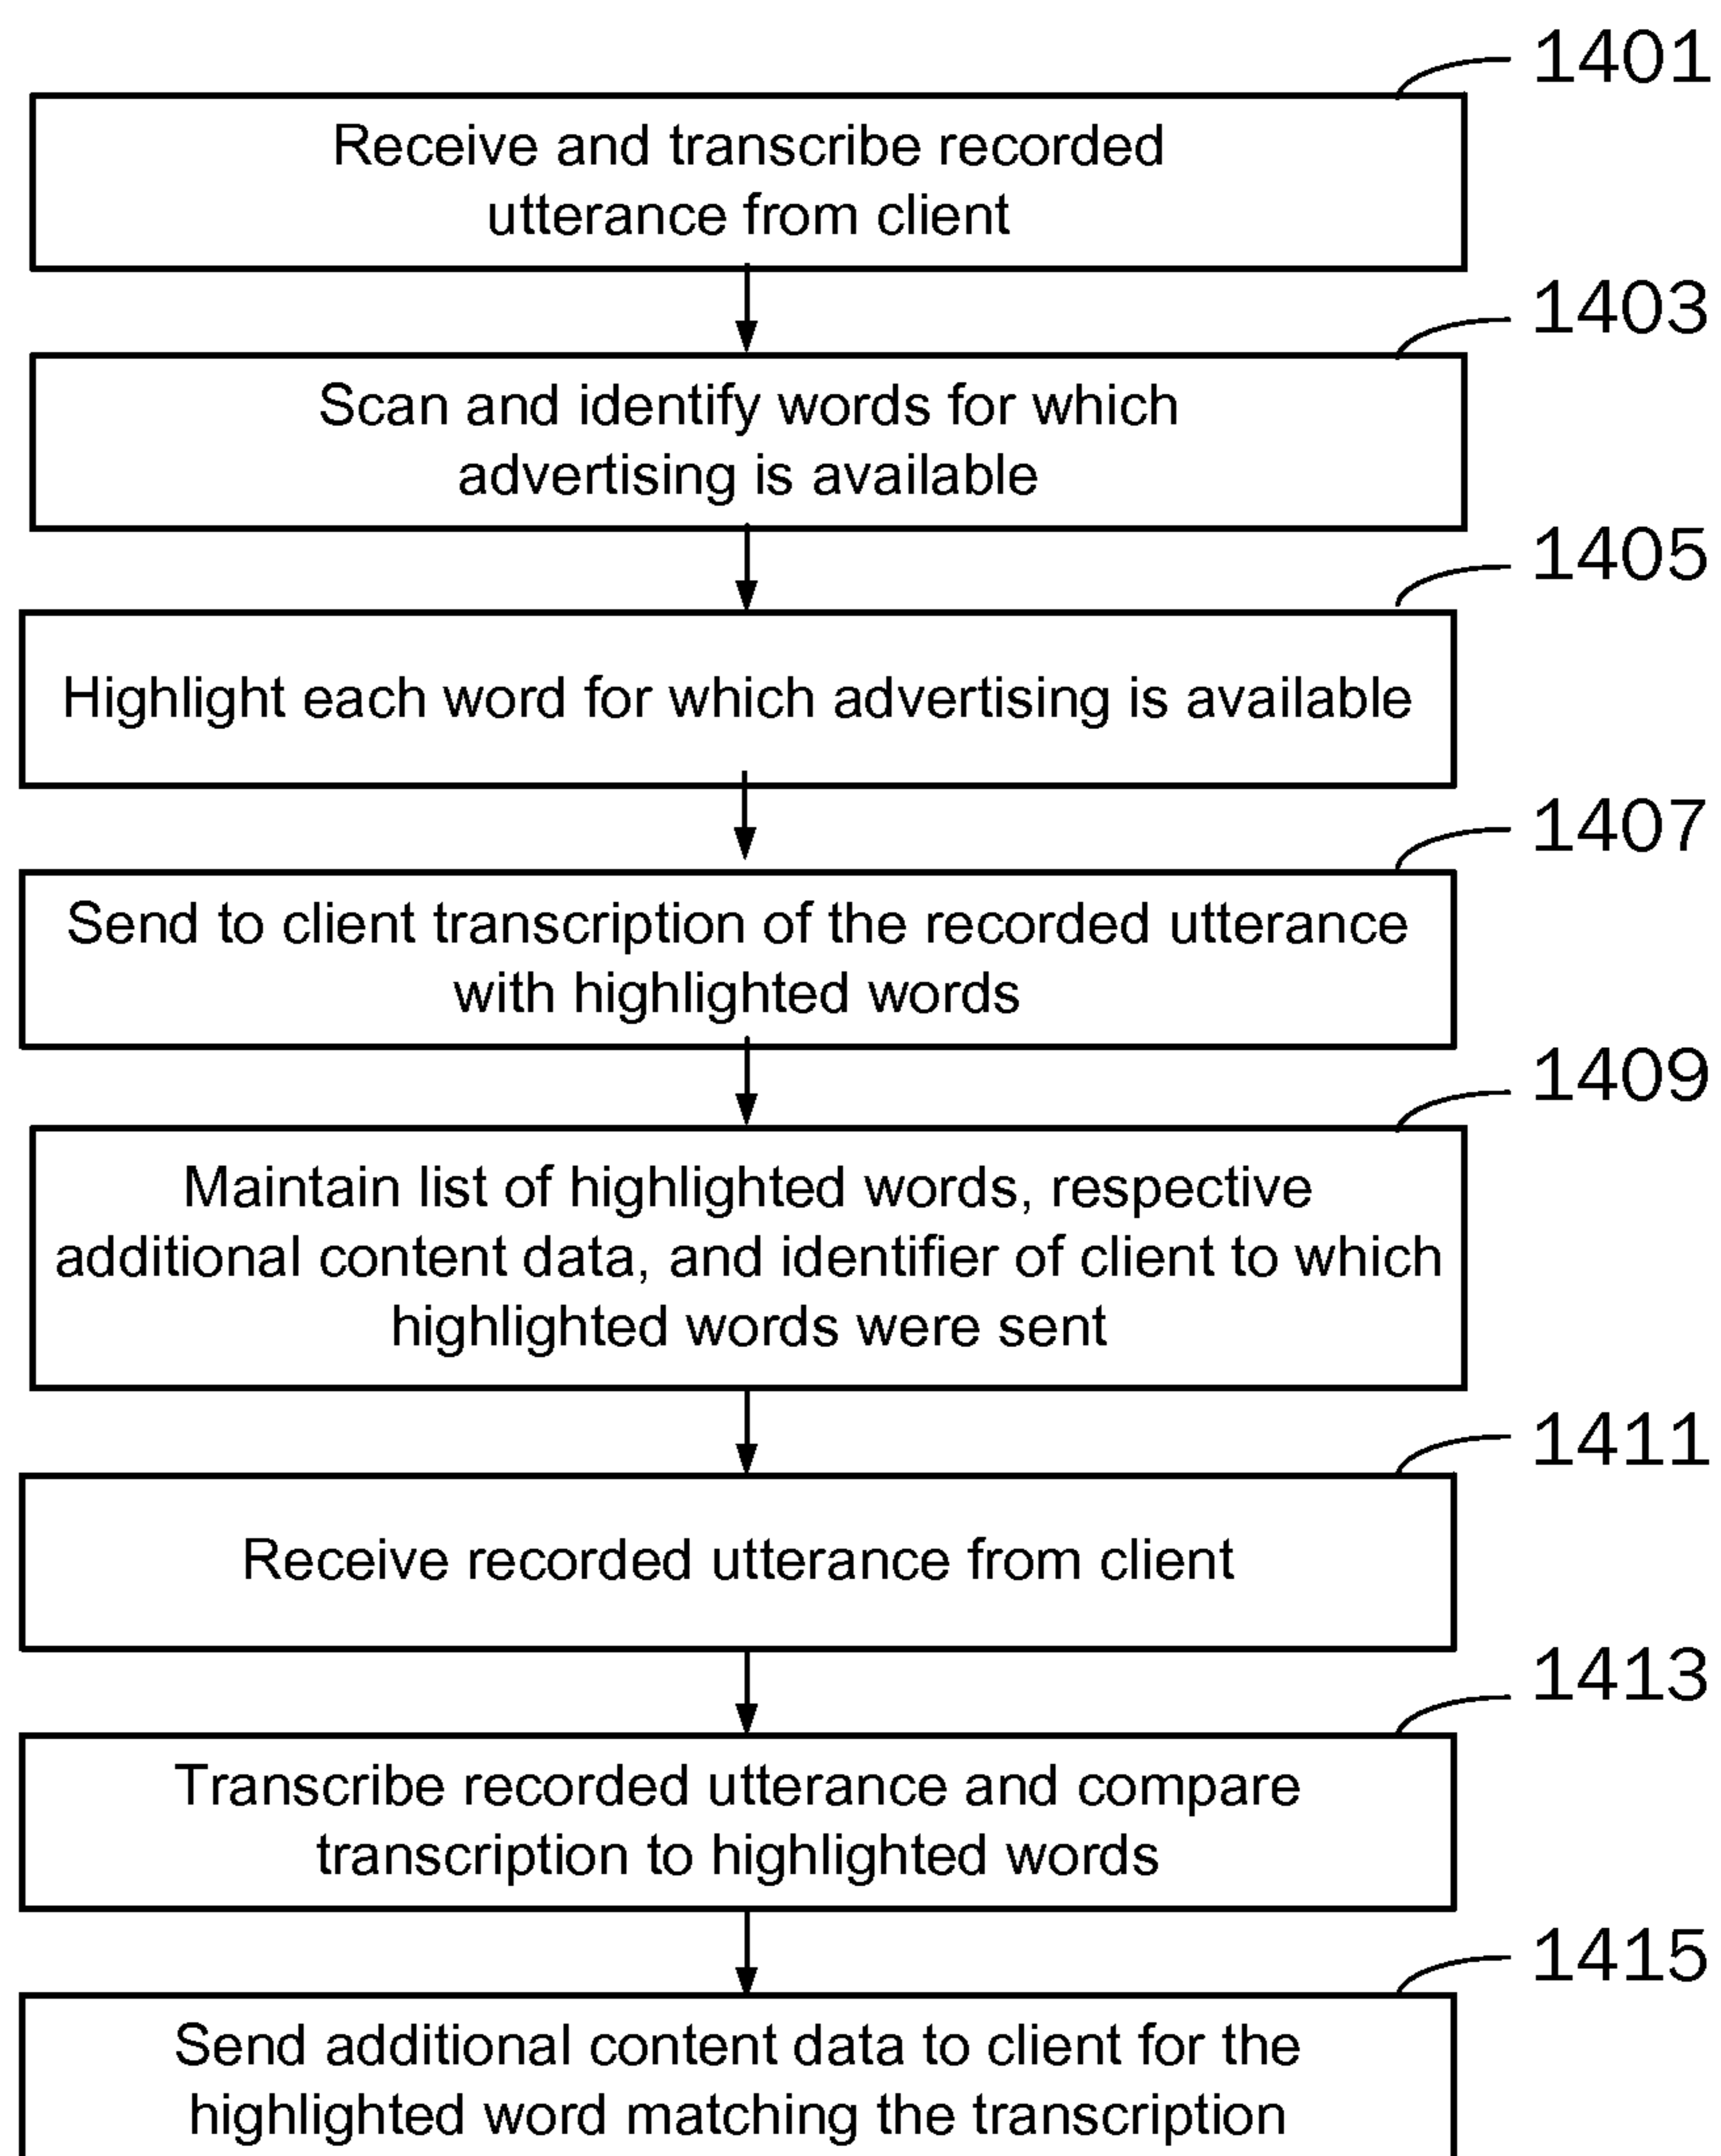 1401
Receive and transcribe recorded
utterance from client
1403
Scan and identify words for which
advertising is available
1405
Highlight each word for which advertising is available
1407
Send to client transcription of the recorded utterance
with highlighted words
1409
Maintain list of highlighted words, respective
additional content data, and identifier of client to which
highlighted words were sent
1411
Receive recorded utterance from client
1413
Transcribe recorded utterance and compare
transcription to highlighted words
1415
Send additional content data to client for the
highlighted word matching the transcription